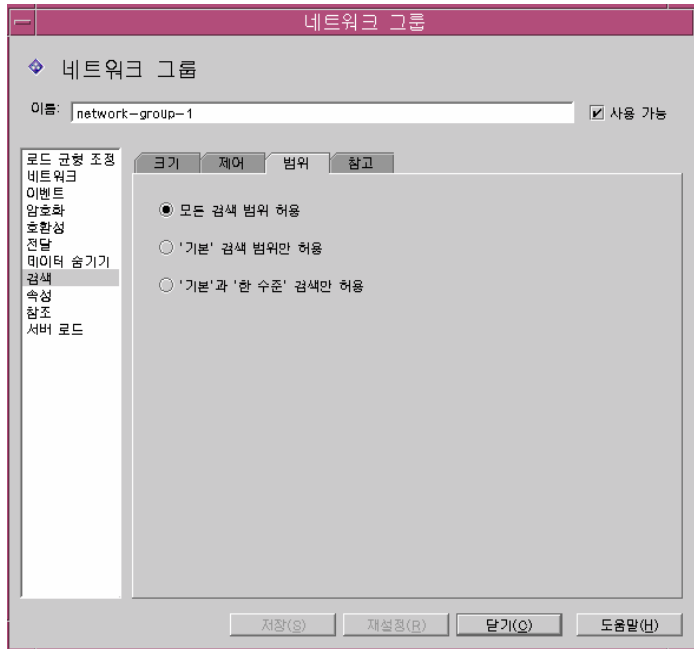 네트워크 그룹
네트워크 그룹
이름: network-group-1 사용 가능
로드 균형 조정
네트워크
이벤트
암호화
호환성
전달
데이터 숨기기
검색
속성
참조
서버 로드
크기 제어 범위 참고
모든 검색 범위 허용
'기본' 검색 범위만 허용
'기본'과 '한 수준' 검색만 허용
저장(S) 재설정(R) 닫기(C) 도움말(H)